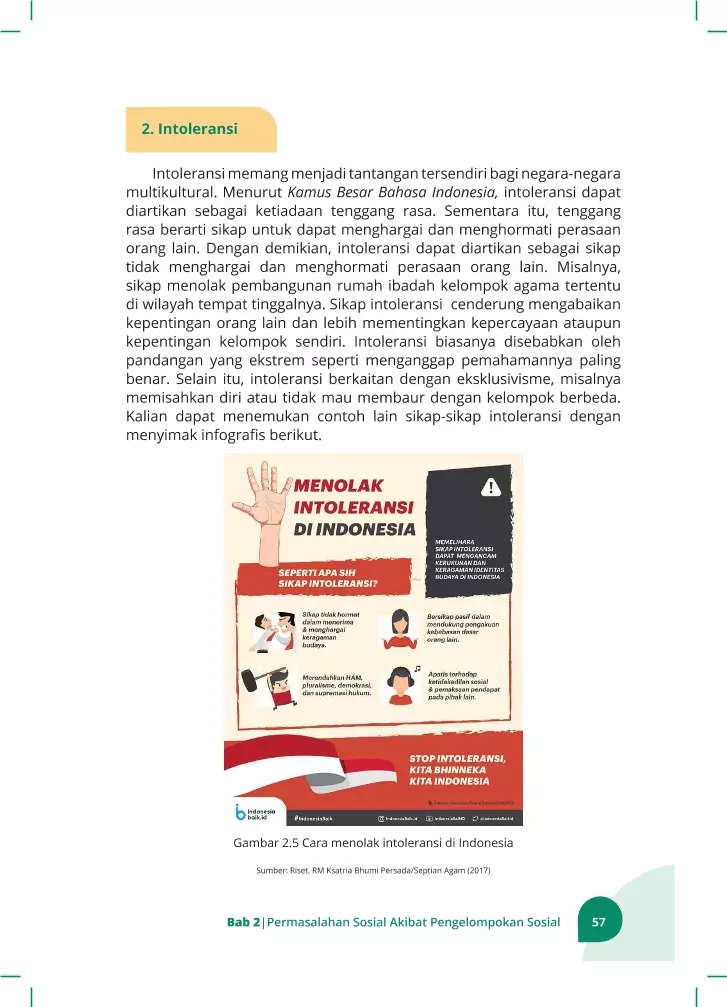 2. Intoleransi
Intoleransi memang menjadi tantangan tersendiri bagi negara-negara
multikultural. Menurut Kamus Besar Bahasa Indonesia, intoleransi dapat
diartikan sebagai ketiadaan tenggang rasa. Sementara itu, tenggang
rasa berarti sikap untuk dapat menghargai dan menghormati perasaan
orang lain. Dengan demikian, intoleransi dapat diartikan sebagai sikap
tidak menghargai dan menghormati perasaan orang lain. Misalnya,
sikap menolak pembangunan rumah ibadah kelompok agama tertentu
di wilayah tempat tinggalnya. Sikap intoleransi cenderung mengabaikan
kepentingan orang lain dan lebih mementingkan kepercayaan ataupun
kepentingan kelompok sendiri. Intoleransi biasanya disebabkan oleh
pandangan yang ekstrem seperti menganggap pemahamannya paling
benar. Selain itu, intoleransi berkaitan dengan eksklusivisme, misalnya
memisahkan diri atau tidak mau membaur dengan kelompok berbeda.
Kalian dapat menemukan contoh lain sikap-sikap intoleransi dengan
menyimak infografis berikut.
MENOLAK
INTOLERANSI
DI INDONESIA
MEMELIHARA
SIKAP INTOLERANSI
DAPAT MENGANCAM
KERUKUNAN DAN
KERAGAMAN IDENTITAS
BUDAYA DI INDONESIA
SEPERTI APA SIH
SIKAP INTOLERANSI?
Sikap tidak hormat
dalam menerima
& menghargai
keragaman
budaya.
Bersikap pasif dalam
mendukung pengakuan
kebebasan dasar
orang lain.
Merendahkan HAM,
pluralisme, demokrasi,
dan supremasi hukum.
Apatis terhadap
ketidakadilan sosial
& pemaksaan pendapat
pada pihak lain.
STOP INTOLERANSI,
KITA BHINNEKA
KITA INDONESIA
Indonesia
baik.id
#IndonesiaBaik
IndonesiaBaik.id
IndonesiaBaikID
@IndonesiaBaikId
Gambar 2.5 Cara menolak intoleransi di Indonesia
Sumber: Riset, RM Ksatria Bhumi Persada/Septian Agam (2017)
Bab 2|Permasalahan Sosial Akibat Pengelompokan Sosial 57